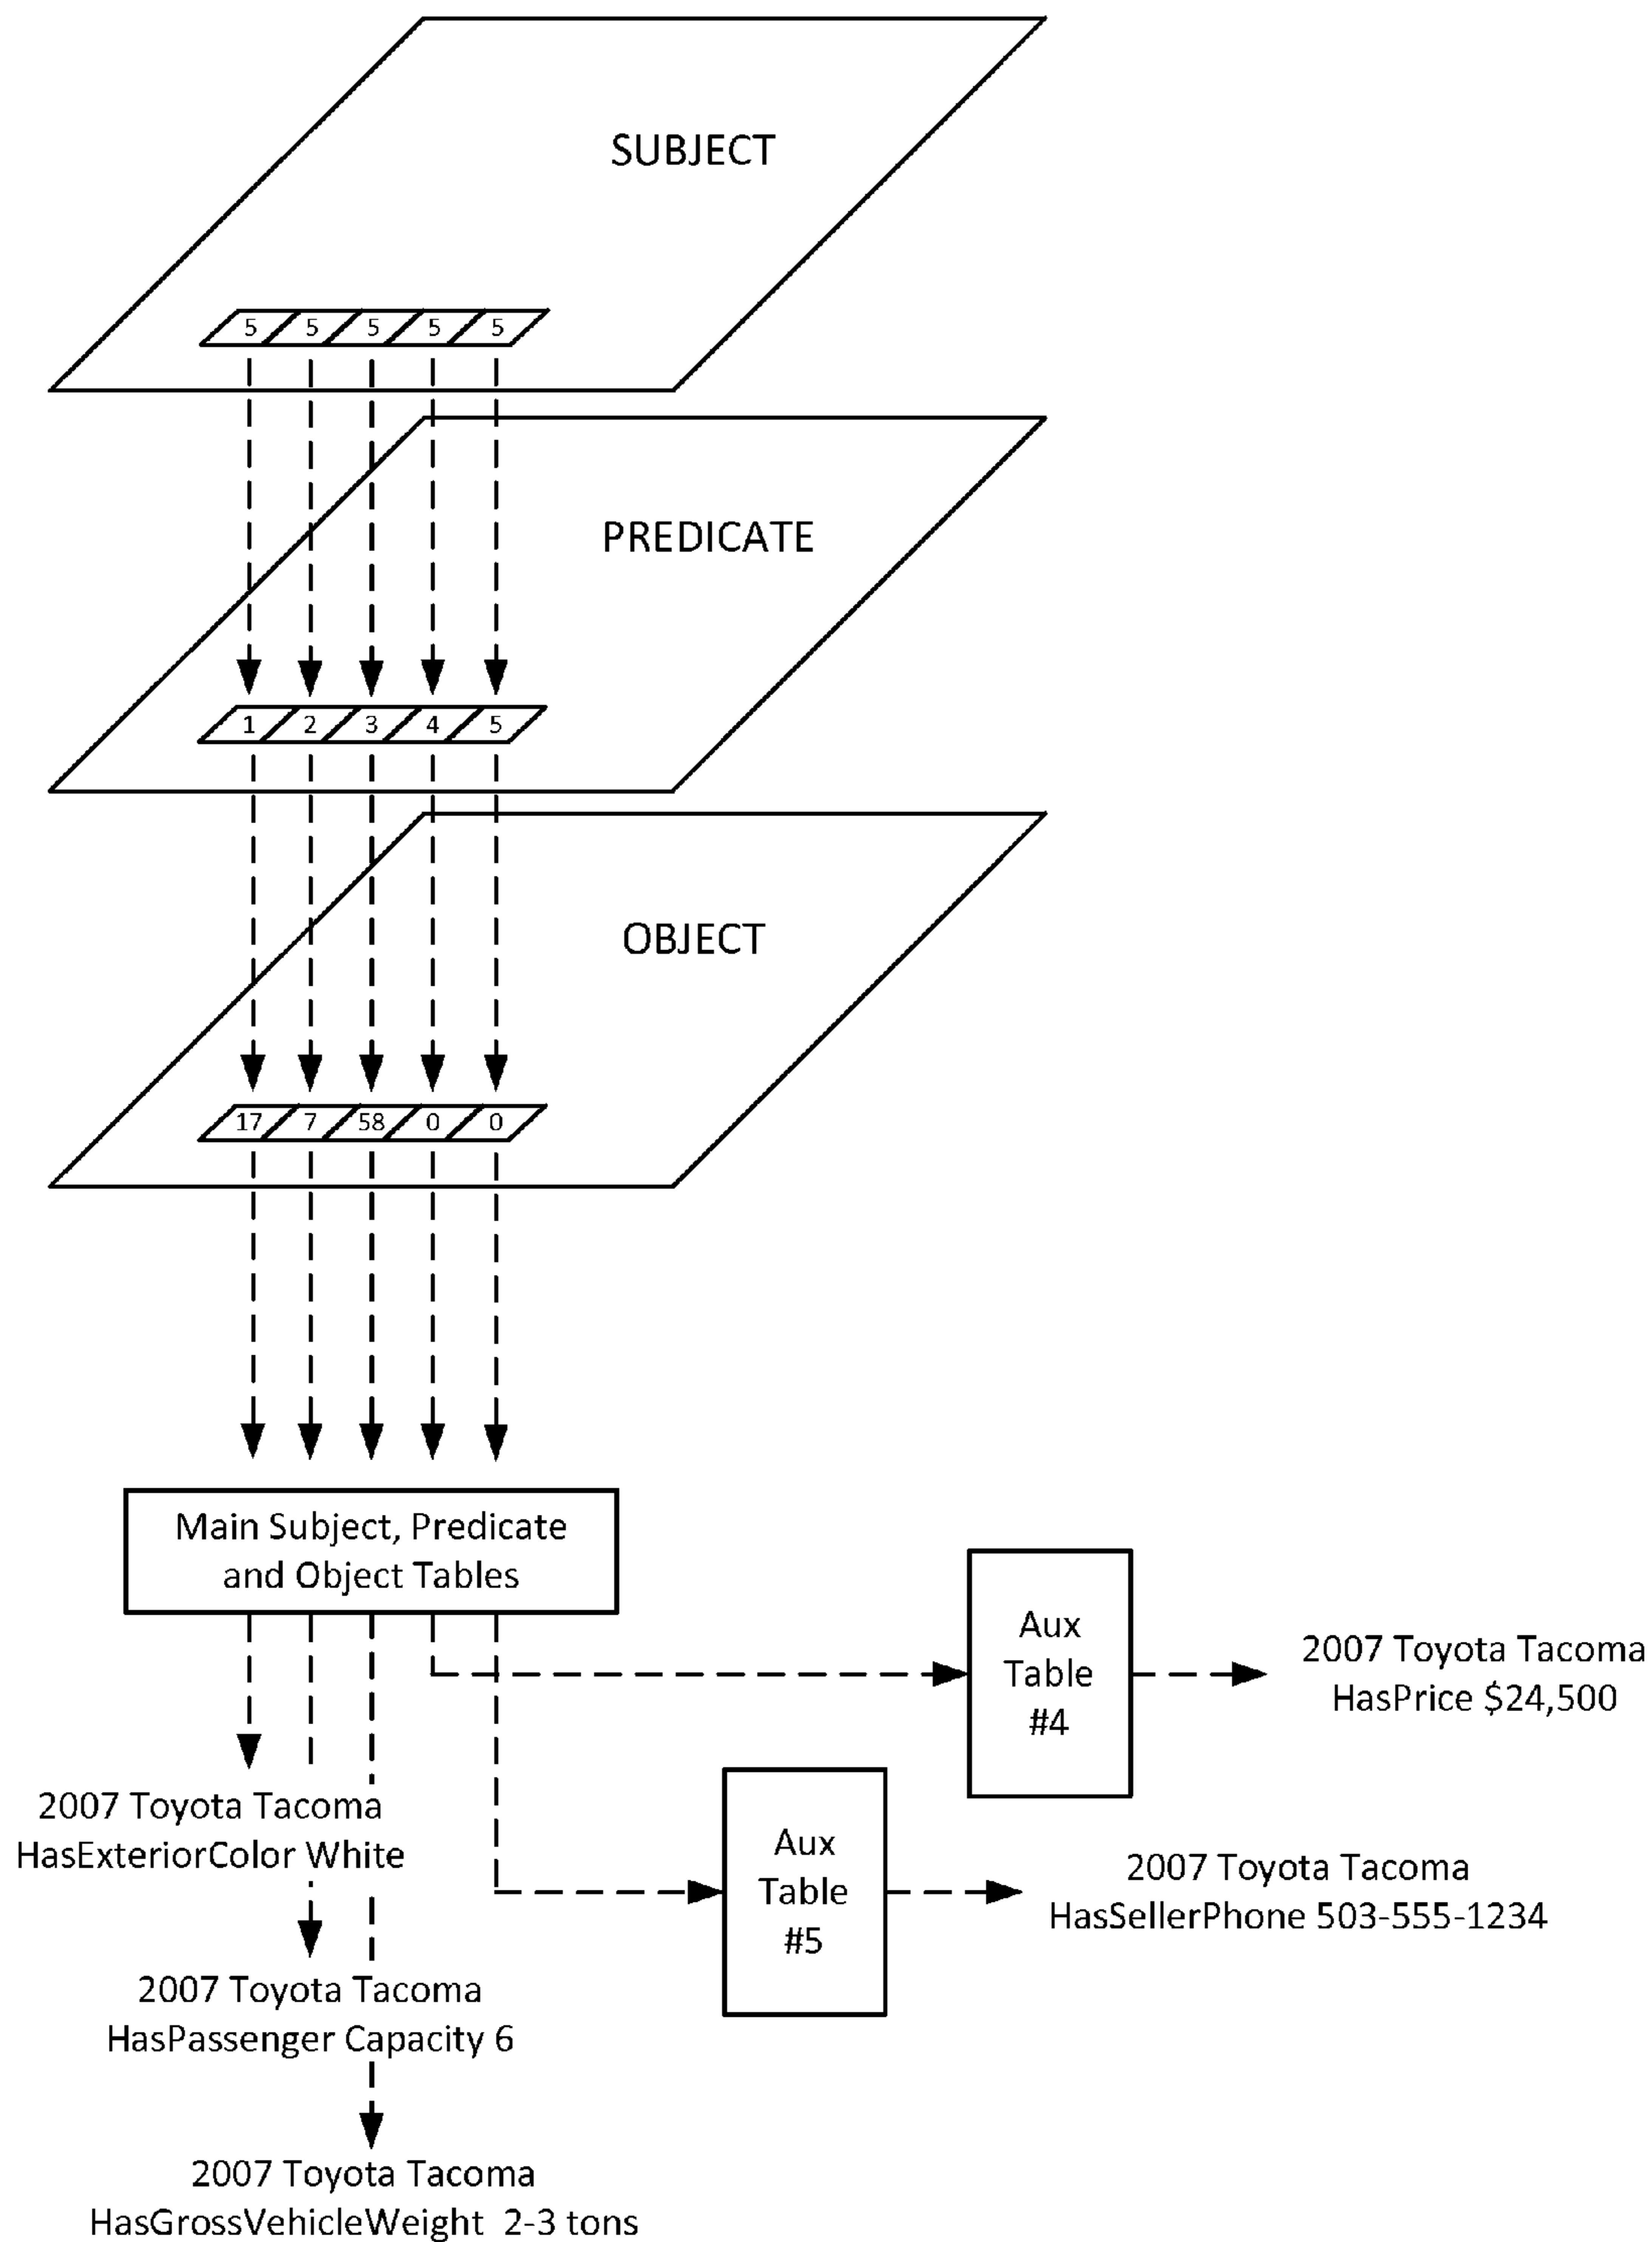 SUBJECT
5 5 5 5 5
PREDICATE
1 2 3 4 5
OBJECT
17 7 58 0 0
Main Subject, Predicate
and Object Tables
Aux
Table
#4
2007 Toyota Tacoma
HasPrice $24,500
2007 Toyota Tacoma
HasExteriorColor White
Aux
Table
#5
2007 Toyota Tacoma
HasSellerPhone 503-555-1234
2007 Toyota Tacoma
HasPassenger Capacity 6
2007 Toyota Tacoma
HasGrossVehicleWeight 2-3 tons